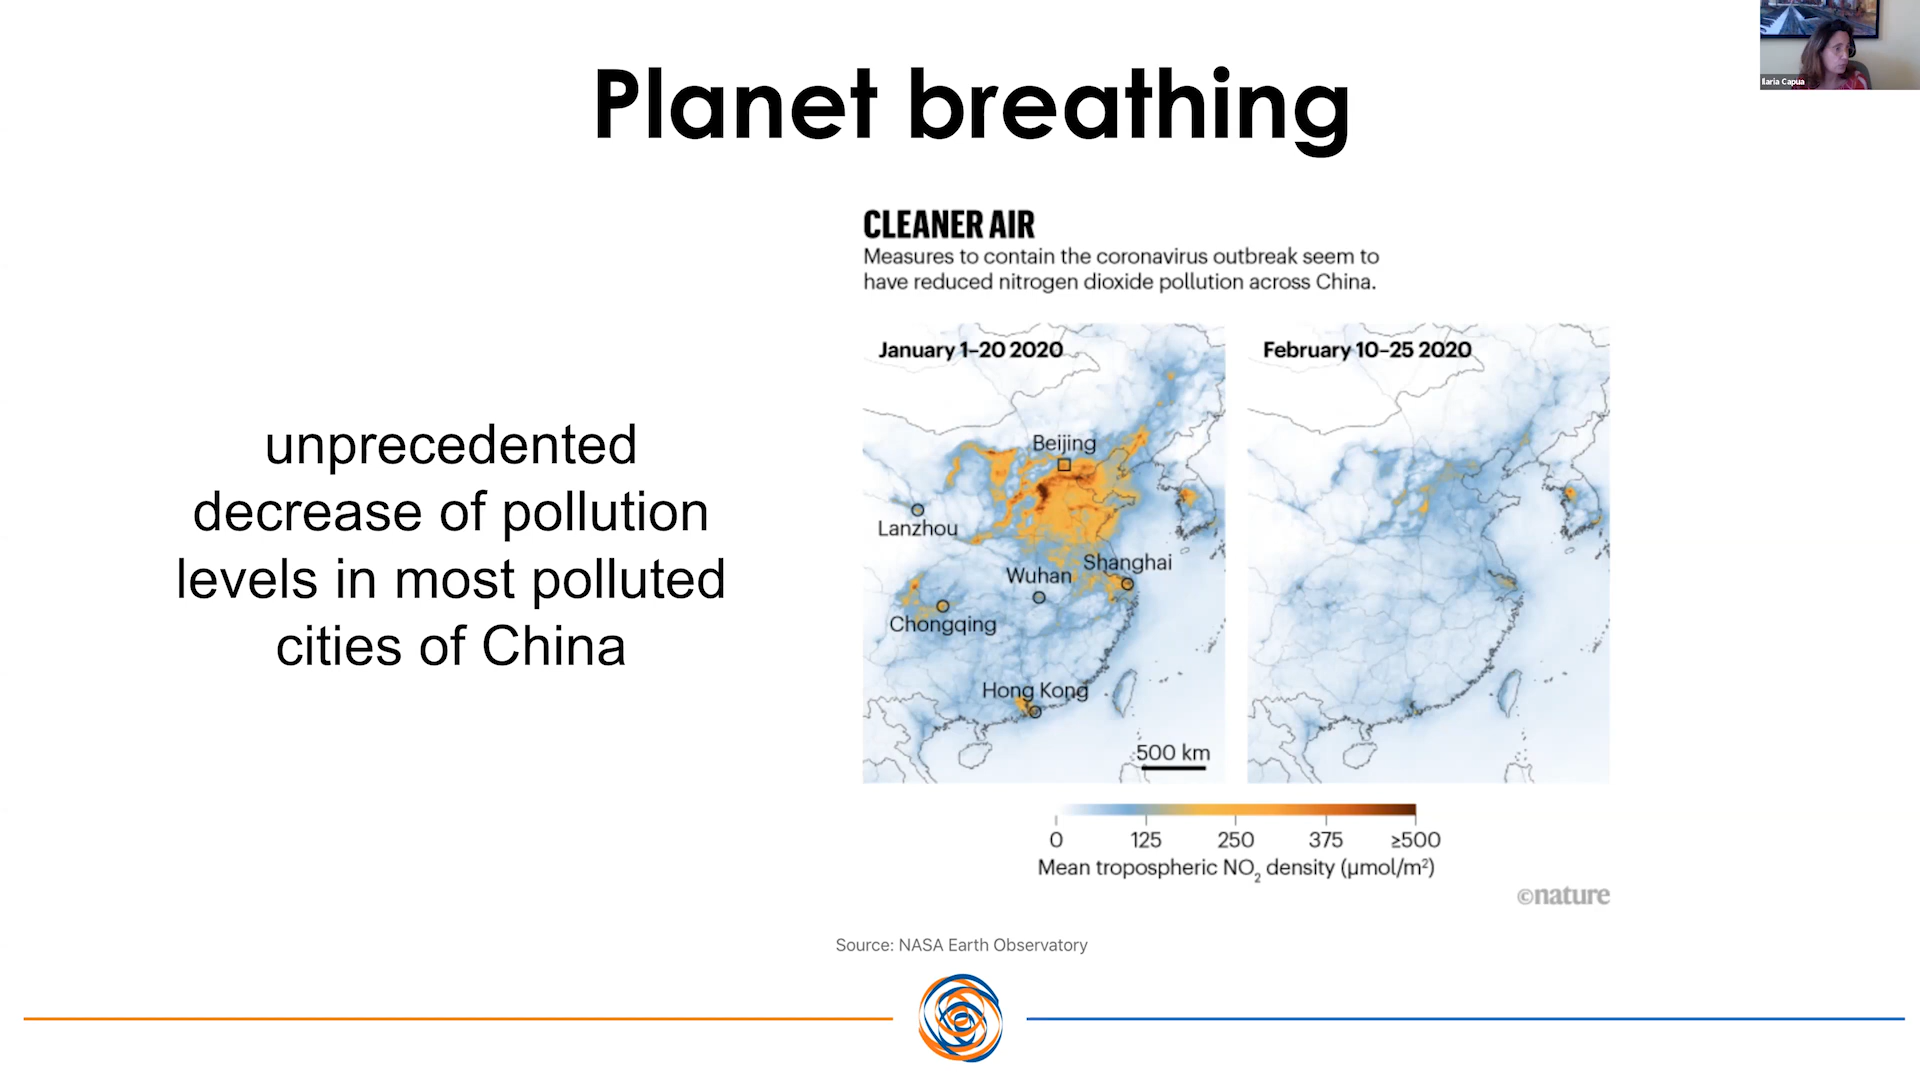 Planet breathing
Ilaria Capua
unprecedented
decrease of pollution
levels in most polluted
cities of China
CLEANER AIR
Measures to contain the coronavirus outbreak seem to
have reduced nitrogen dioxide pollution across China.
January 1–20 2020
Beijing
Lanzhou
Shanghai
Wuhan
Chongqing
Hong Kong
500 km
February 10–25 2020
0 125 250 375 ≥500
Mean tropospheric NO₂ density (µmol/m²)
©nature
Source: NASA Earth Observatory